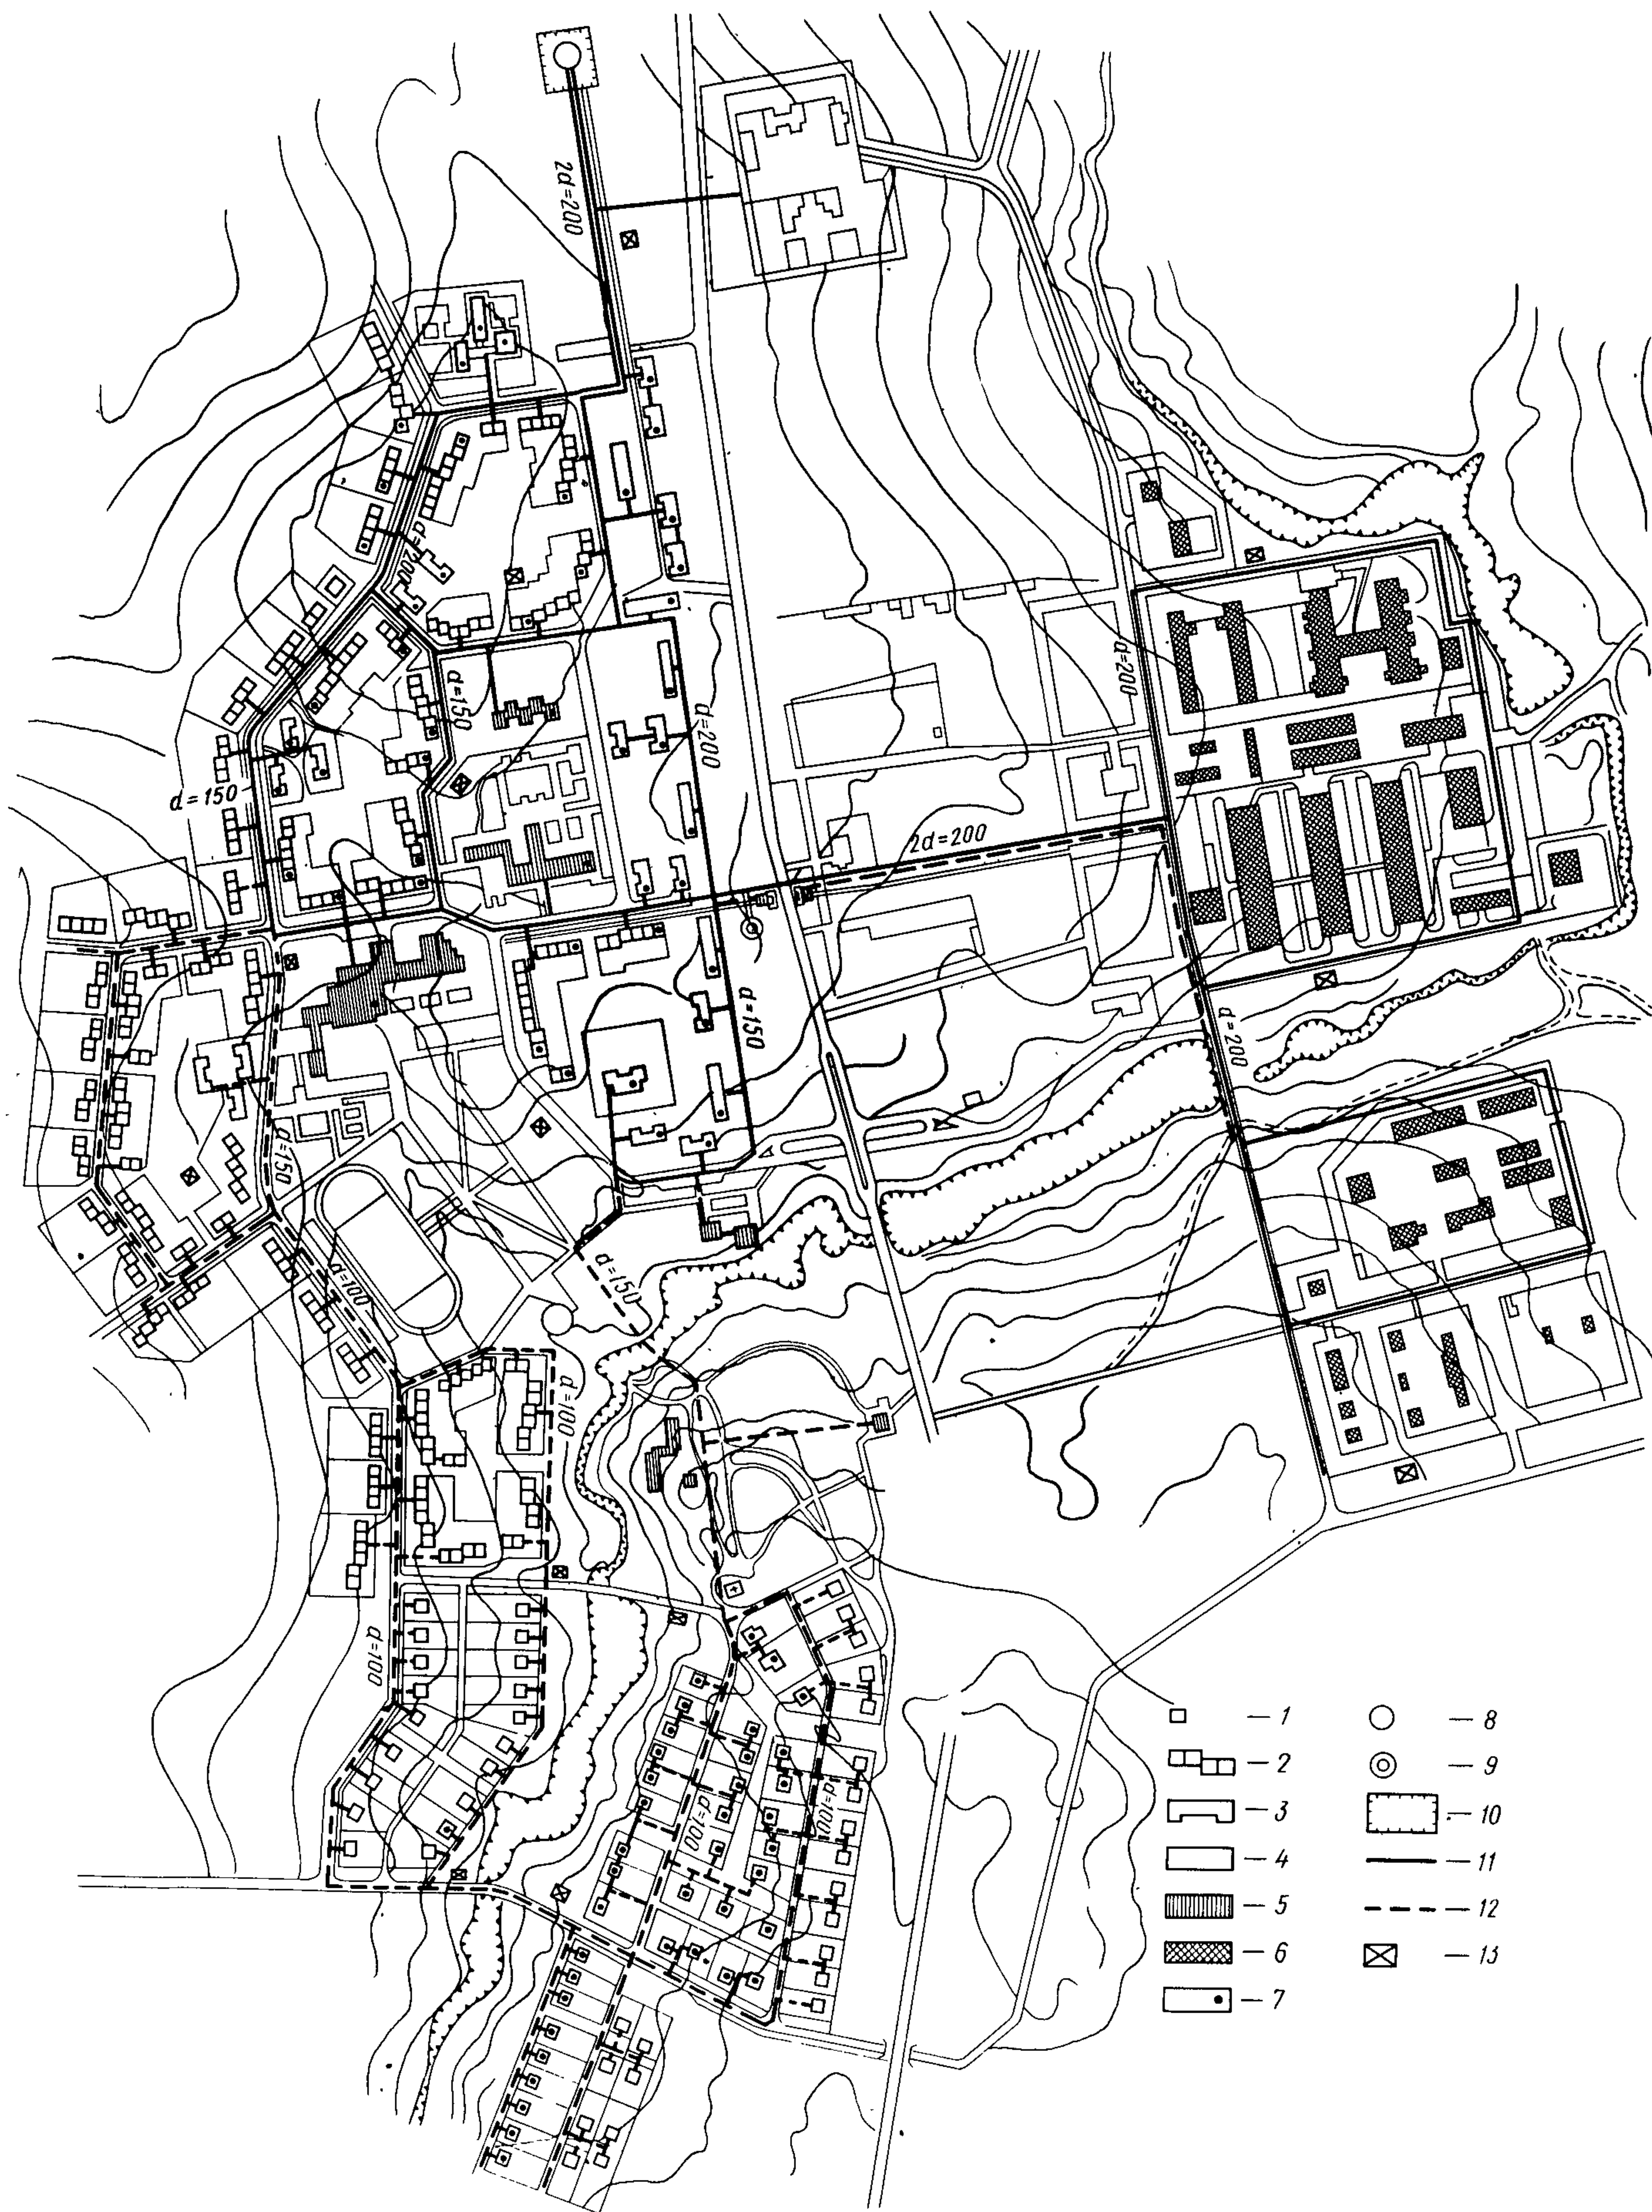 2d=200
d=200
d=150
d=200
d=200
d=150
2d=200
d=150
d=200
d=150
d=150
d=100
d=100
d=100
d=100
d=100
— 1
— 2
— 3
— 4
— 5
— 6
— 7
— 8
— 9
— 10
— 11
— 12
— 13